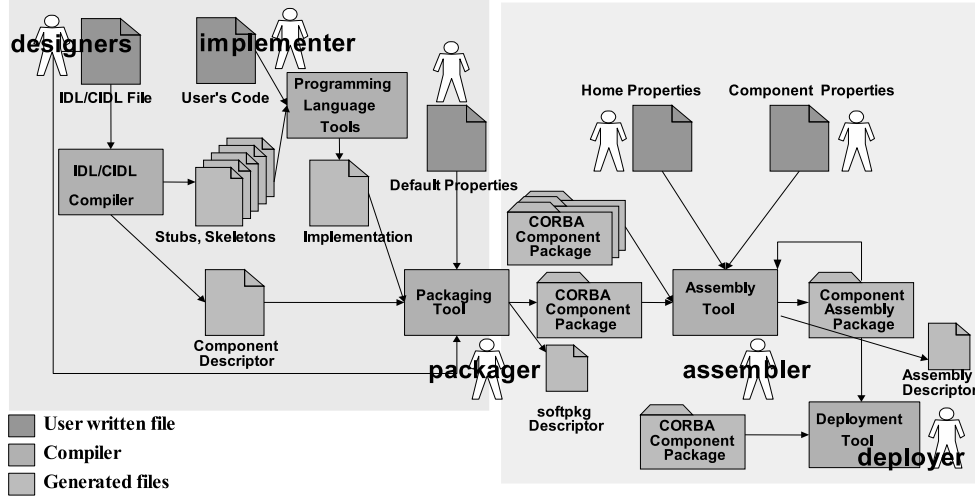 designers
implementer
IDL/CIDL File
User's Code
Programming
Language
Tools
Home Properties
Component Properties
IDL/CIDL
Compiler
Default Properties
Stubs, Skeletons
Implementation
CORBA
Component
Package
Packaging
Tool
CORBA
Component
Package
Assembly
Tool
Component
Assembly
Package
Component
Descriptor
packager
assembler
Assembly
Descriptor
softpkg
Descriptor
CORBA
Component
Package
Deployment
Tool
deployer
User written file
Compiler
Generated files